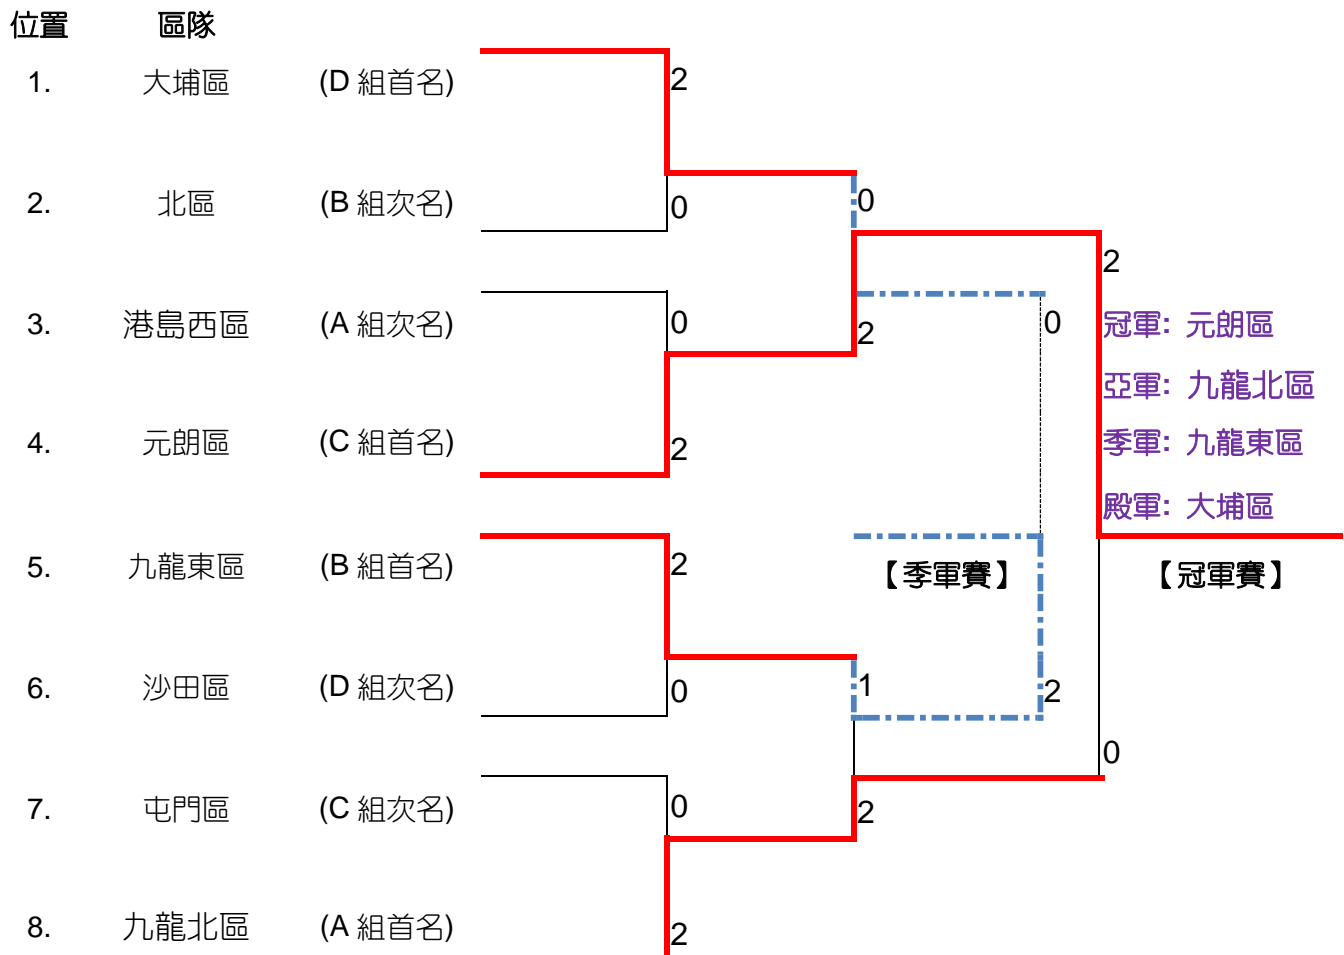 位置 區隊
1. 大埔區 (D 組首名) 2
2. 北區 (B 組次名) 0 0
2
3. 港島西區 (A 組次名) 0 2 0 冠軍: 元朗區
亞軍: 九龍北區
4. 元朗區 (C 組首名) 2 季軍: 九龍東區
殿軍: 大埔區
5. 九龍東區 (B 組首名) 2 【季軍賽】 【冠軍賽】
6. 沙田區 (D 組次名) 0 1 2
0
7. 屯門區 (C 組次名) 0 2
8. 九龍北區 (A 組首名) 2